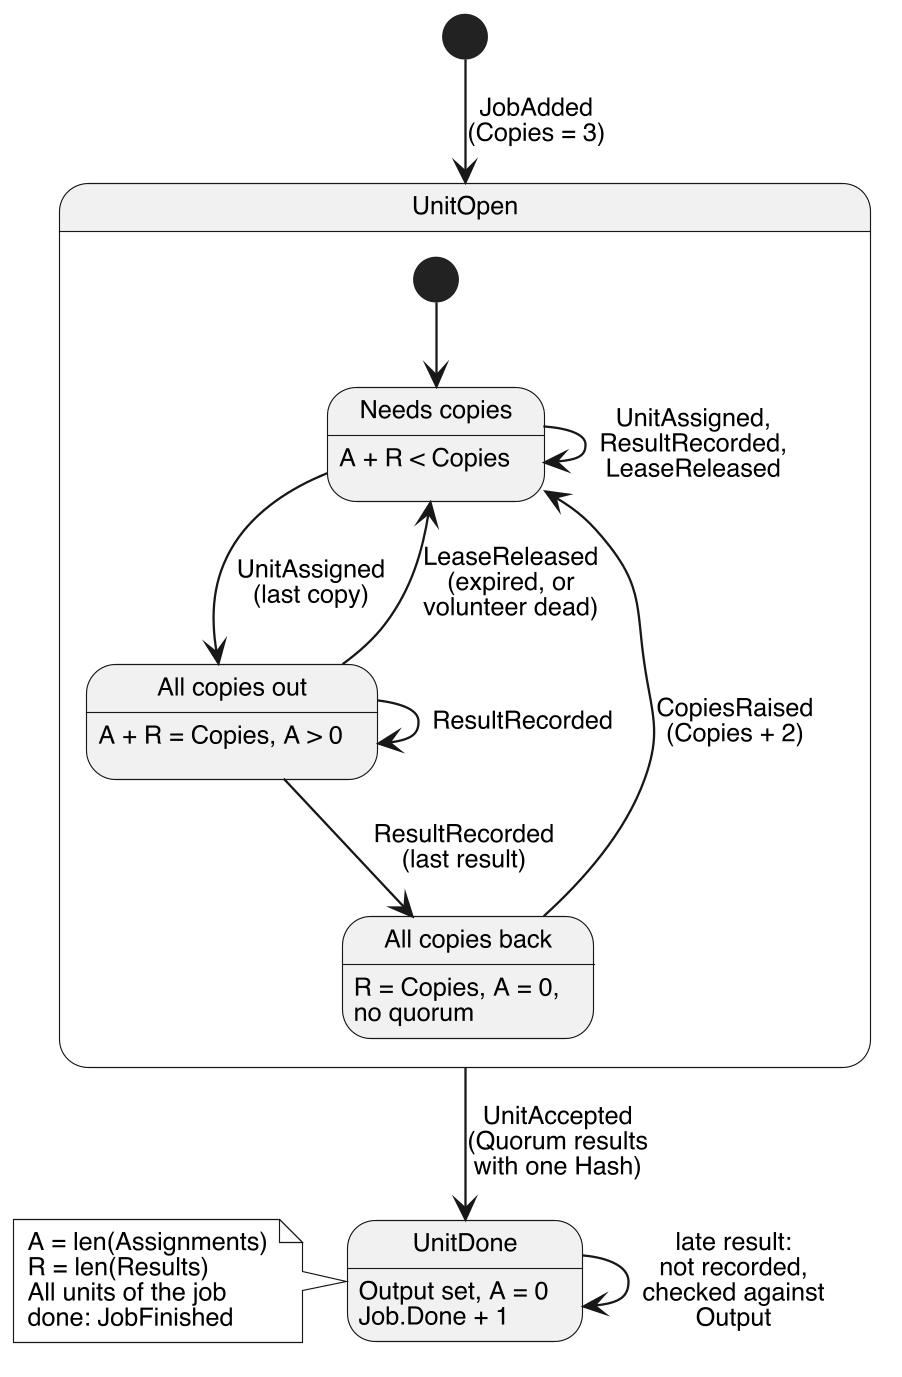 JobAdded
(Copies = 3)
UnitOpen
Needs copies
A + R < Copies
UnitAssigned,
ResultRecorded,
LeaseReleased
UnitAssigned
(last copy)
LeaseReleased
(expired, or
volunteer dead)
All copies out
A + R = Copies, A > 0
ResultRecorded
CopiesRaised
(Copies + 2)
ResultRecorded
(last result)
All copies back
R = Copies, A = 0,
no quorum
UnitAccepted
(Quorum results
with one Hash)
A = len(Assignments)
R = len(Results)
All units of the job
done: JobFinished
UnitDone
Output set, A = 0
Job.Done + 1
late result:
not recorded,
checked against
Output